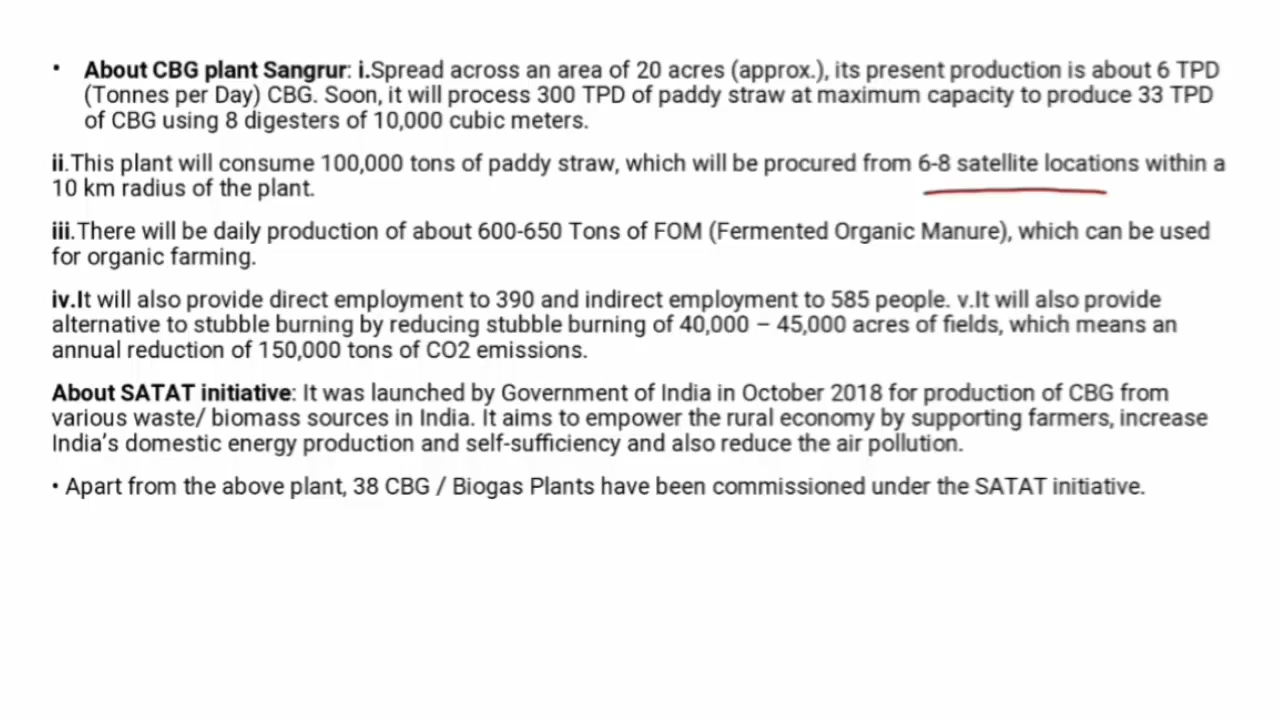 • About CBG plant Sangrur: i.Spread across an area of 20 acres (approx.), its present production is about 6 TPD
(Tonnes per Day) CBG. Soon, it will process 300 TPD of paddy straw at maximum capacity to produce 33 TPD
of CBG using 8 digesters of 10,000 cubic meters.
ii.This plant will consume 100,000 tons of paddy straw, which will be procured from 6-8 satellite locations within a
10 km radius of the plant.
iii.There will be daily production of about 600-650 Tons of FOM (Fermented Organic Manure), which can be used
for organic farming.
iv.It will also provide direct employment to 390 and indirect employment to 585 people. v.It will also provide
alternative to stubble burning by reducing stubble burning of 40,000 – 45,000 acres of fields, which means an
annual reduction of 150,000 tons of CO2 emissions.
About SATAT initiative: It was launched by Government of India in October 2018 for production of CBG from
various waste/ biomass sources in India. It aims to empower the rural economy by supporting farmers, increase
India’s domestic energy production and self-sufficiency and also reduce the air pollution.
• Apart from the above plant, 38 CBG / Biogas Plants have been commissioned under the SATAT initiative.